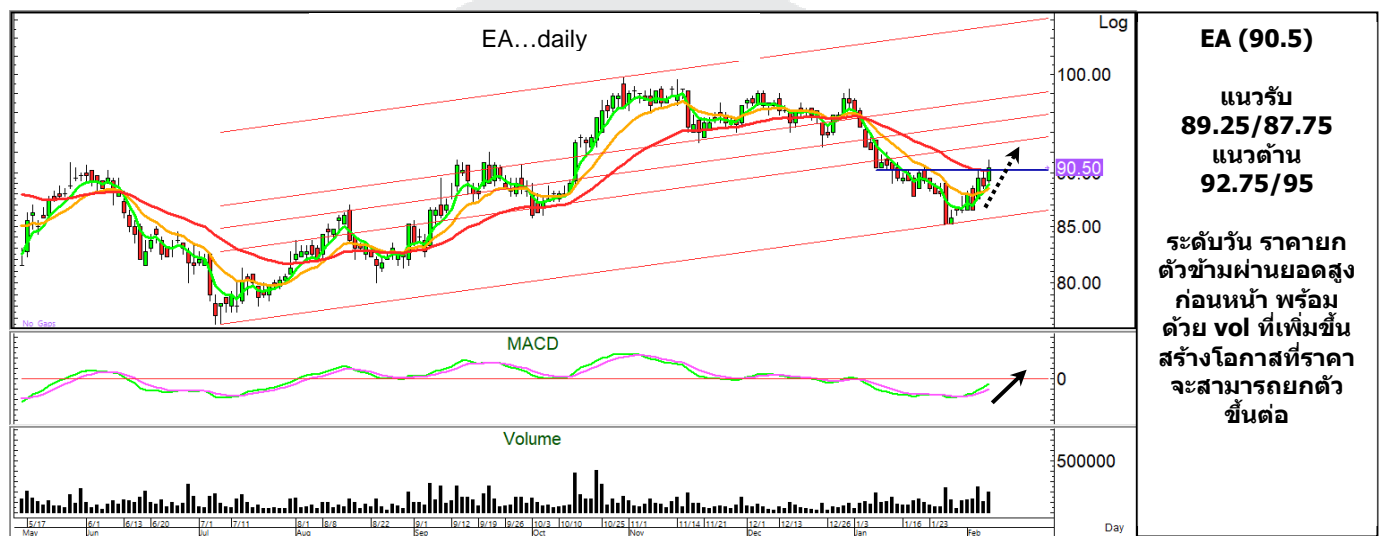 EA…daily
Log
100.00
90.50
85.00
80.00
No Gaps
MACD
0
Volume
500000
5/17 6/1 6/13 6/20 7/1 7/11 8/1 8/8 8/22 9/1 9/12 9/19 9/26 10/3 10/10 10/25 11/1 11/14 11/21 12/1 12/13 12/26 1/3 1/16 1/23
May Jun Jul Aug Sep Oct Nov Dec Jan Feb
Day
EA (90.5)
แนวรับ
89.25/87.75
แนวต้าน
92.75/95
ระดับวัน ราคายก
ตัวข้ามผ่านยอดสูง
ก่อนหน้า พร้อม
ด้วย vol ที่เพิ่มขึ้น
สร้างโอกาสที่ราคา
จะสามารถยกตัว
ขึ้นต่อ